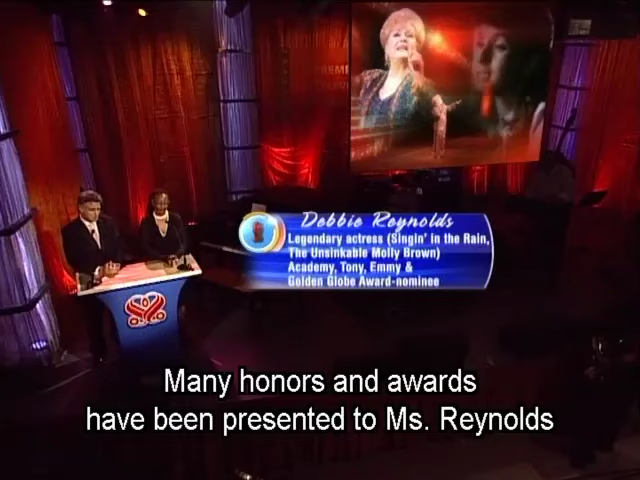 Debbie Reynolds
Legendary actress (Singin' in the Rain,
The Unsinkable Molly Brown)
Academy, Tony, Emmy &
Golden Globe Award-nominee
Many honors and awards
have been presented to Ms. Reynolds